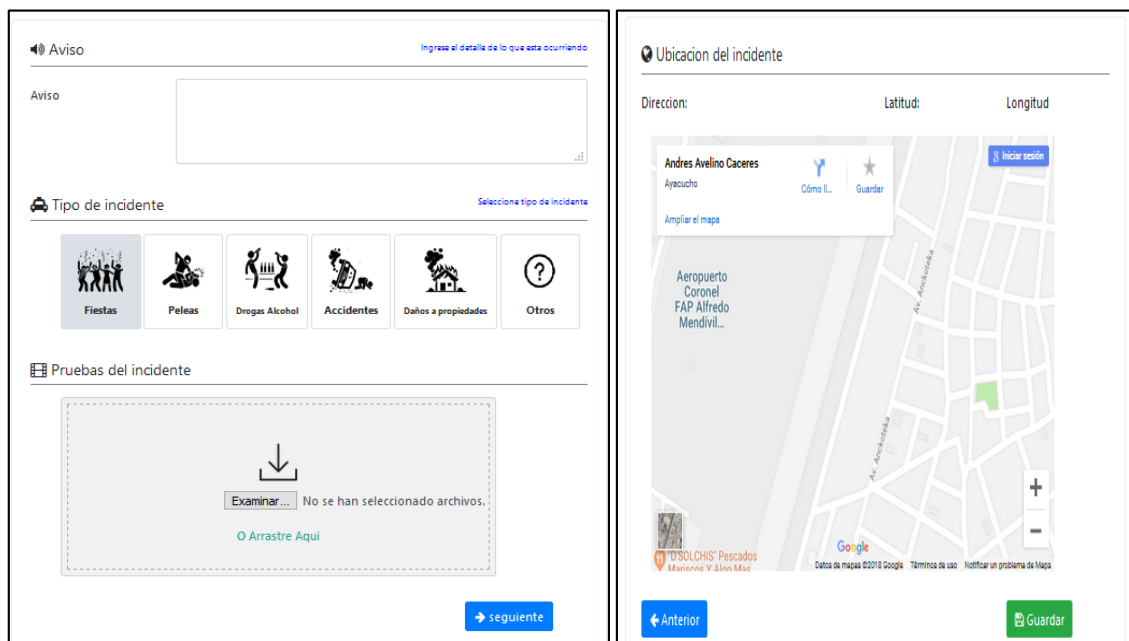 Aviso
Ingrese el detalle de lo que esta ocurriendo
Aviso
Tipo de incidente
Seleccione tipo de incidente
Fiestas
Peleas
Drogas Alcohol
Accidentes
Daños a propiedades
Otros
Pruebas del incidente
Examinar... No se han seleccionado archivos.
O Arrastre Aqui
seguiente
Ubicacion del incidente
Direccion: Latitud: Longitud
Andres Avelino Caceres
Ayacucho
Cómo ll...
Guardar
Ampliar el mapa
Iniciar sesión
Aeropuerto
Coronel
FAP Alfredo
Mendívil...
Av. Anckoteka
Av. Anckoteka
"D'SOLCHIS" Pescados
Mariscos Y Algo Mas
Google
Datos de mapas ©2018 Google Términos de uso Notificar un problema de Maps
Anterior
Guardar